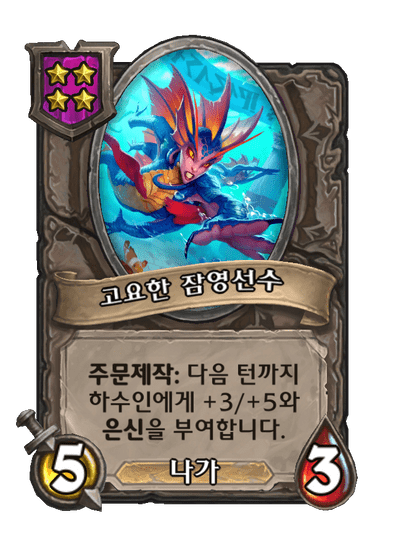 고요한 잠영선수
주문제작: 다음 턴까지
하수인에게 +3/+5와
은신을 부여합니다.
5
나가
3